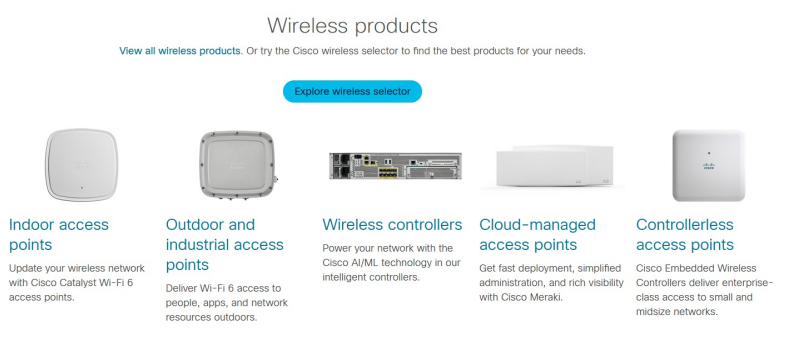 Wireless products
View all wireless products. Or try the Cisco wireless selector to find the best products for your needs.
Explore wireless selector
Indoor access
points
Update your wireless network
with Cisco Catalyst Wi-Fi 6
access points.
Outdoor and
industrial access
points
Deliver Wi-Fi 6 access to
people, apps, and network
resources outdoors.
Wireless controllers
Power your network with the
Cisco AI/ML technology in our
intelligent controllers.
Cloud-managed
access points
Get fast deployment, simplified
administration, and rich visibility
with Cisco Meraki.
CISCO
Controllerless
access points
Cisco Embedded Wireless
Controllers deliver enterprise-
class access to small and
midsize networks.